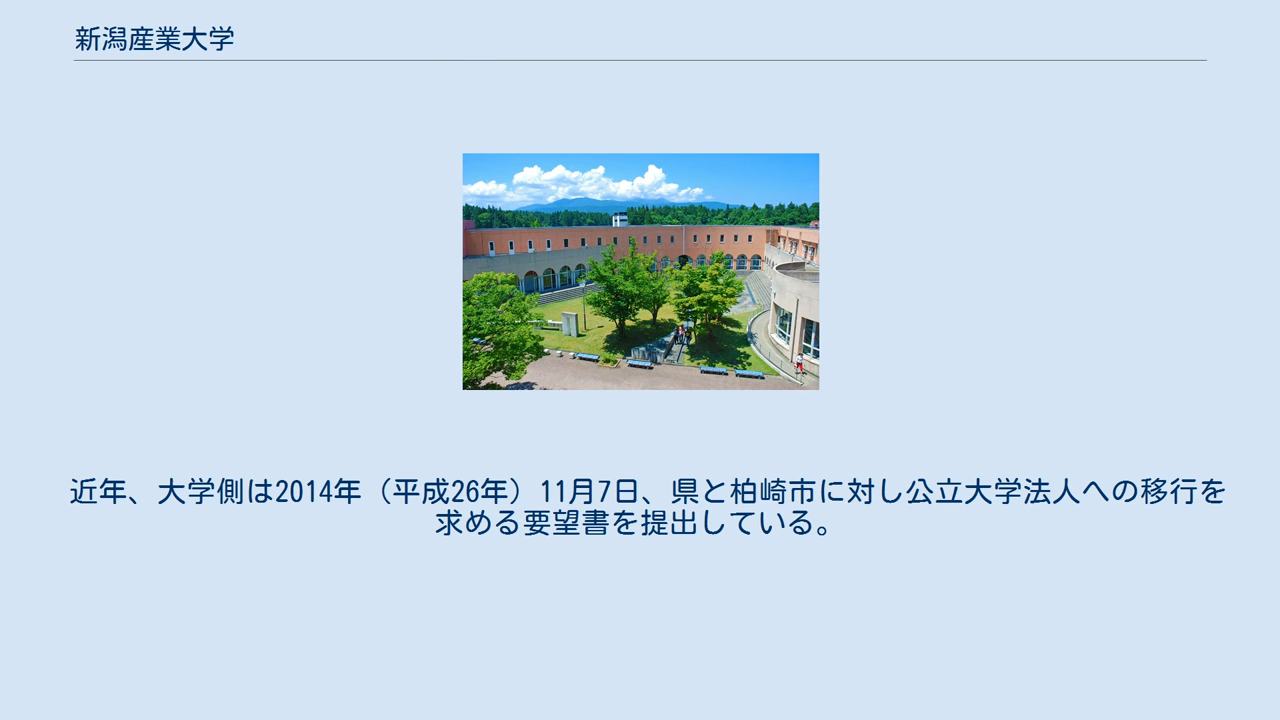 新潟産業大学
近年、大学側は2014年（平成26年）11月7日、県と柏崎市に対し公立大学法人への移行を
求める要望書を提出している。